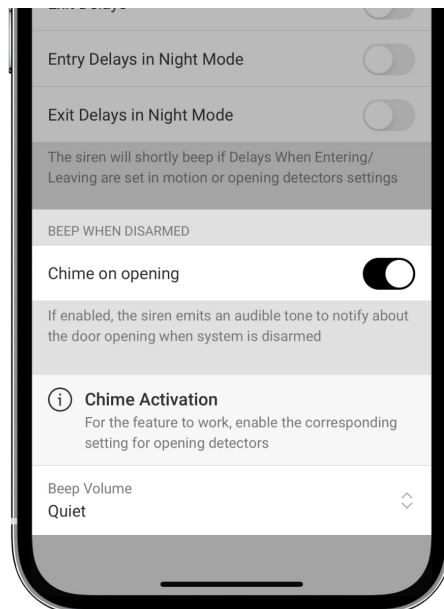 Entry Delays in Night Mode
Exit Delays in Night Mode
The siren will shortly beep if Delays When Entering/
Leaving are set in motion or opening detectors settings
BEEP WHEN DISARMED
Chime on opening
If enabled, the siren emits an audible tone to notify about
the door opening when system is disarmed
Chime Activation
For the feature to work, enable the corresponding
setting for opening detectors
Beep Volume
Quiet